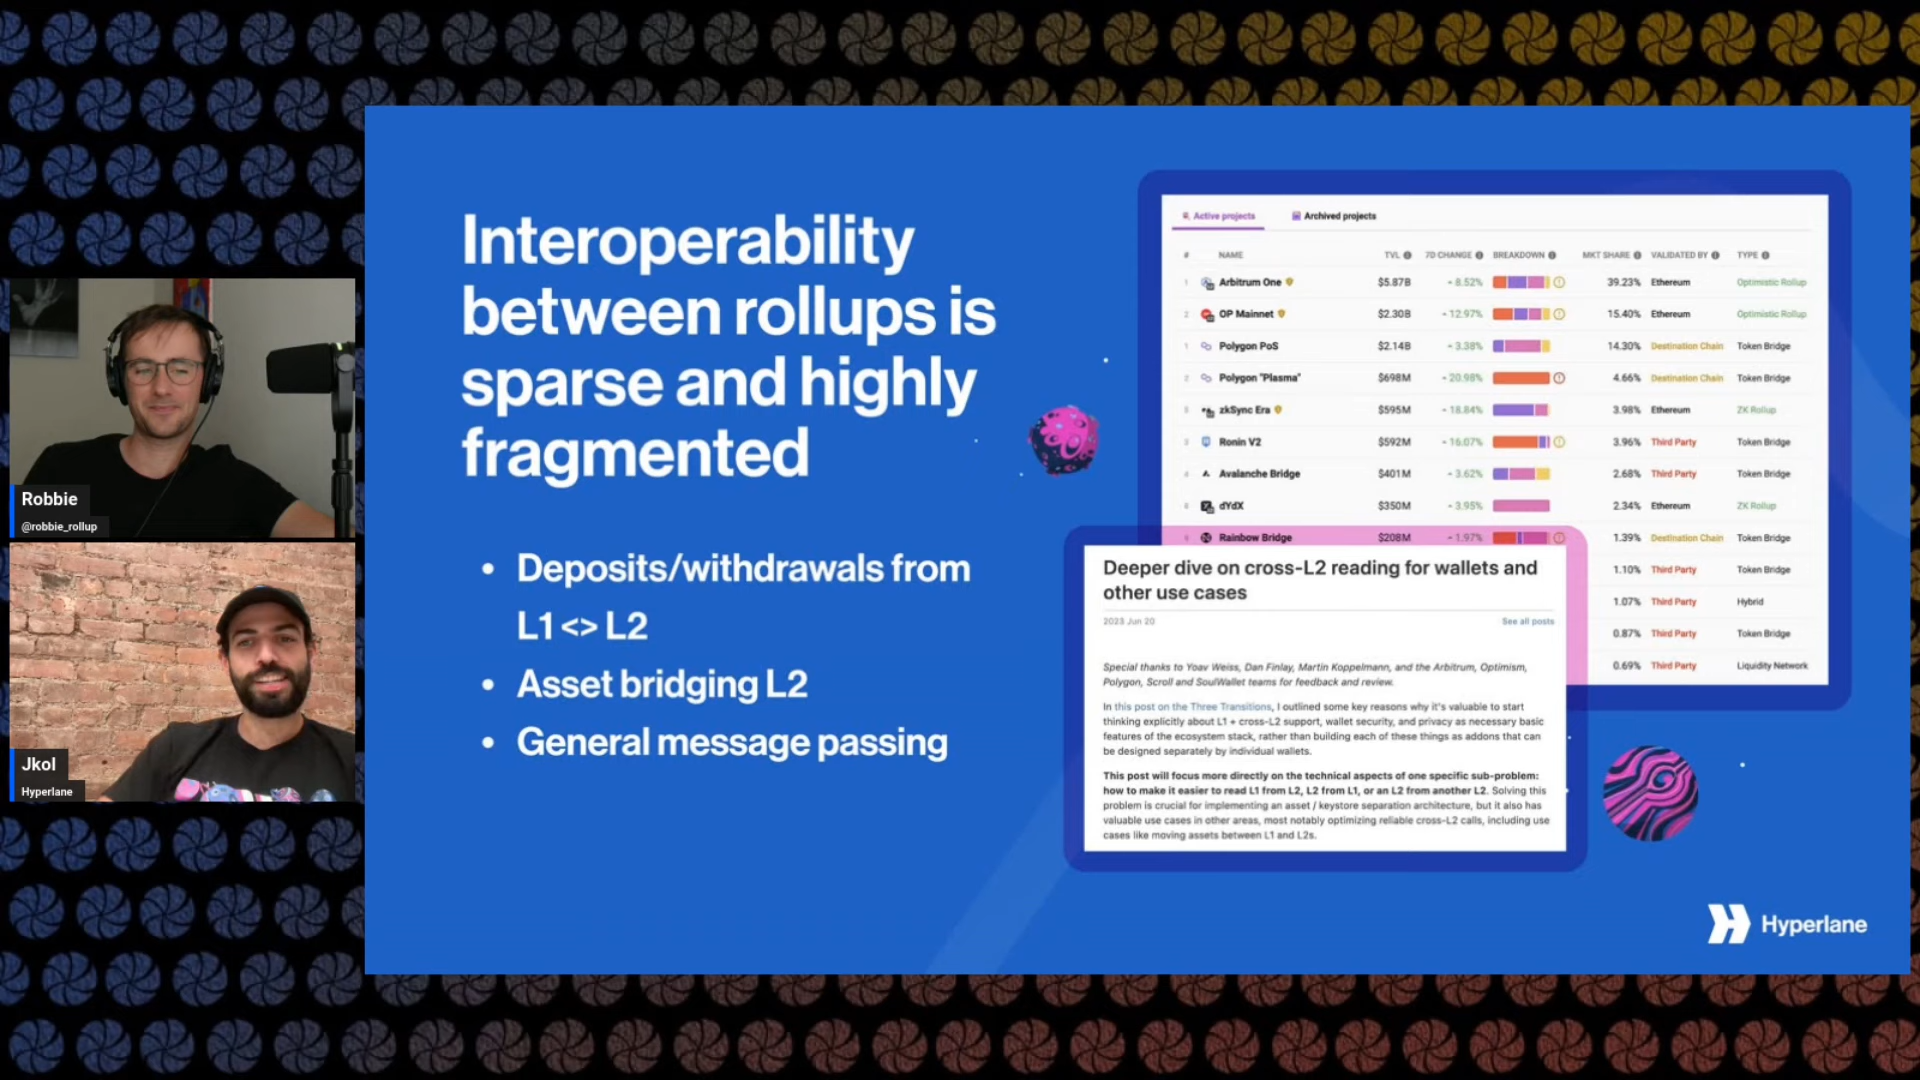 Robbie
@robbie_rollup
Jkol
Hyperlane
Interoperability
between rollups is
sparse and highly
fragmented
• Deposits/withdrawals from
L1 <> L2
• Asset bridging L2
• General message passing
Active projects Archived projects
# NAME TVL 7D CHANGE BREAKDOWN MKT SHARE VALIDATED BY TYPE
1 Arbitrum One $5.87B 8.52% 39.23% Ethereum Optimistic Rollup
2 OP Mainnet $2.30B 12.97% 15.40% Ethereum Optimistic Rollup
1 Polygon PoS $2.14B 3.38% 14.30% Destination Chain Token Bridge
2 Polygon "Plasma" $698M 20.98% 4.66% Destination Chain Token Bridge
zkSync Era $595M 18.84% 3.98% Ethereum ZK Rollup
3 Ronin V2 $592M 16.07% 3.96% Third Party Token Bridge
Avalanche Bridge $401M 3.62% 2.68% Third Party Token Bridge
dYdX $350M 3.95% 2.34% Ethereum ZK Rollup
Rainbow Bridge $208M 1.97% 1.39% Destination Chain Token Bridge
1.10% Third Party Token Bridge
1.07% Third Party Hybrid
0.87% Third Party Token Bridge
0.69% Third Party Liquidity Network
Deeper dive on cross-L2 reading for wallets and
other use cases
2023 Jun 20 See all posts
Special thanks to Yoav Weiss, Dan Finlay, Martin Koppelmann, and the Arbitrum, Optimism,
Polygon, Scroll and SoulWallet teams for feedback and review.
In this post on the Three Transitions, I outlined some key reasons why it's valuable to start
thinking explicitly about L1 + cross-L2 support, wallet security, and privacy as necessary basic
features of the ecosystem stack, rather than building each of these things as addons that can
be designed separately by individual wallets.
This post will focus more directly on the technical aspects of one specific sub-problem:
how to make it easier to read L1 from L2, L2 from L1, or an L2 from another L2. Solving this
problem is crucial for implementing an asset / keystore separation architecture, but it also has
valuable use cases in other areas, most notably optimizing reliable cross-L2 calls, including use
cases like moving assets between L1 and L2s.
Hyperlane